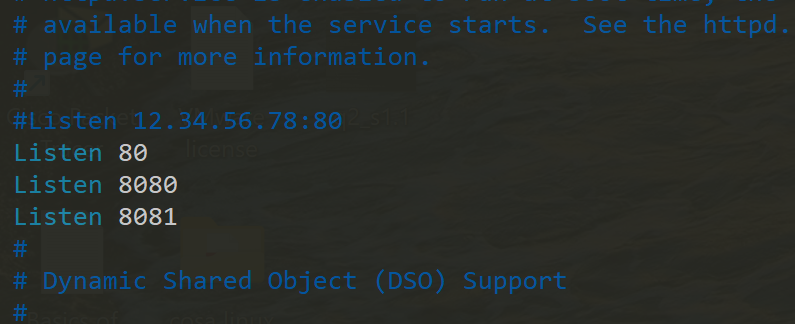 # available when the service starts.  See the httpd.
# page for more information.
#
#Listen 12.34.56.78:80
Listen 80
license
Listen 8080
Listen 8081
#
# Dynamic Shared Object (DSO) Support
#